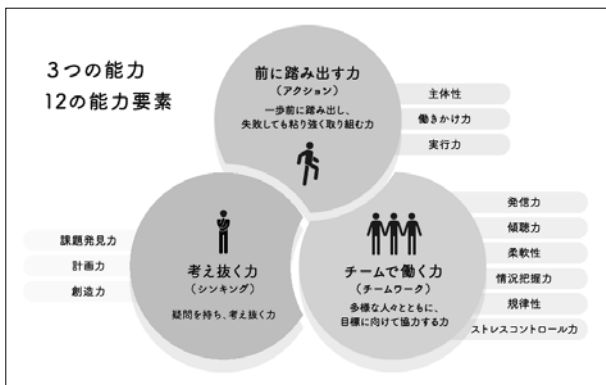 3つの能力
12の能力要素
前に踏み出す力
（アクション）
一歩前に踏み出し、
失敗しても粘り強く取り組む力
主体性
働きかけ力
実行力
考え抜く力
（シンキング）
疑問を持ち、考え抜く力
課題発見力
計画力
創造力
チームで働く力
（チームワーク）
多様な人々とともに、
目標に向けて協力する力
発信力
傾聴力
柔軟性
情況把握力
規律性
ストレスコントロール力